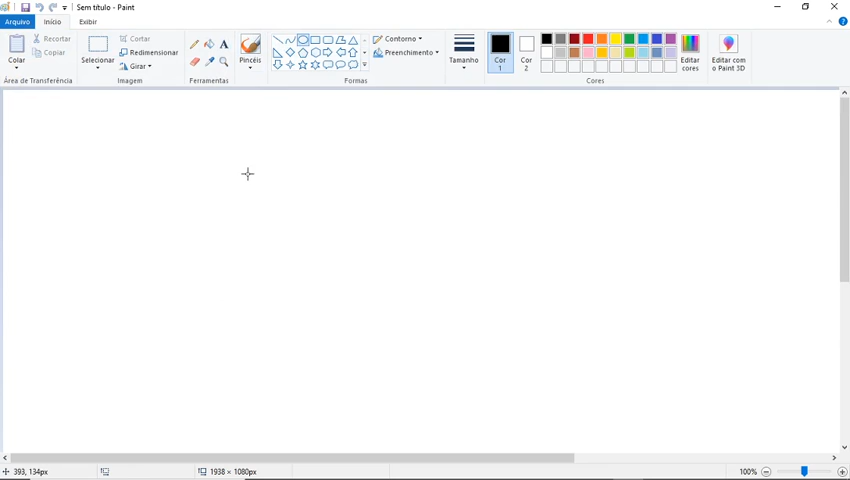 Sem título - Paint
Arquivo Início Exibir
Colar
Recortar
Copiar
Área de Transferência
Selecionar
Cortar
Redimensionar
Girar
Imagem
A
Ferramentas
Pincéis
Contorno
Preenchimento
Formas
Tamanho
Cor 1
Cor 2
Editar cores
Editar com o Paint 3D
Cores
393, 134px
1938 × 1080px
100%